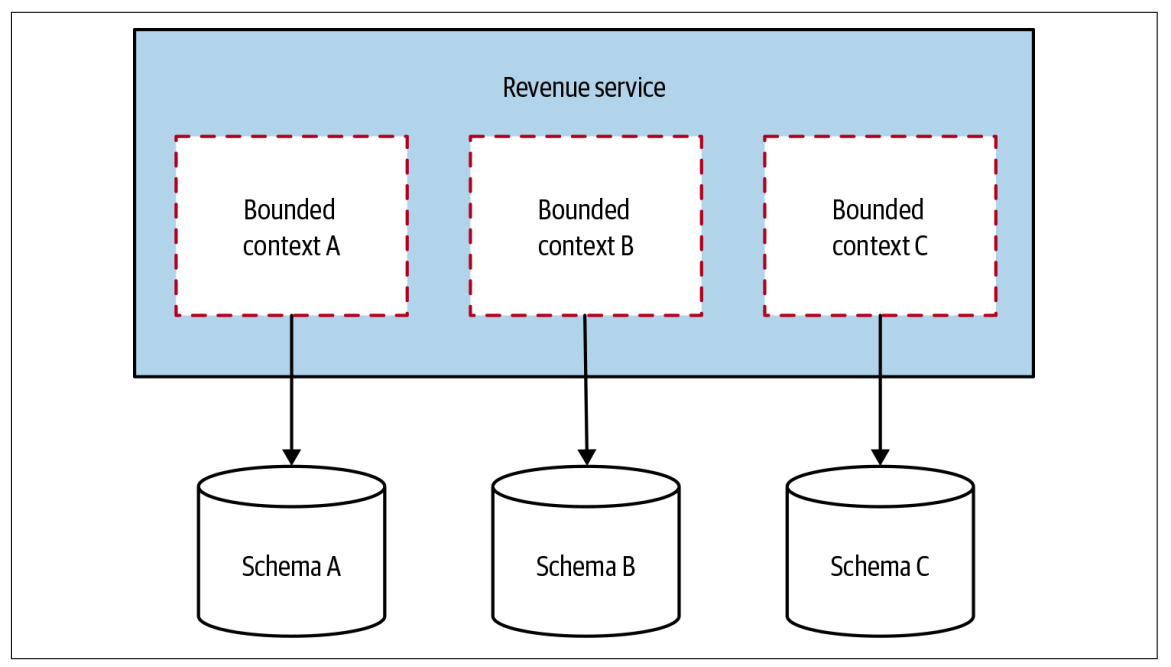 Revenue service
Bounded
context A
Bounded
context B
Bounded
context C
Schema A
Schema B
Schema C